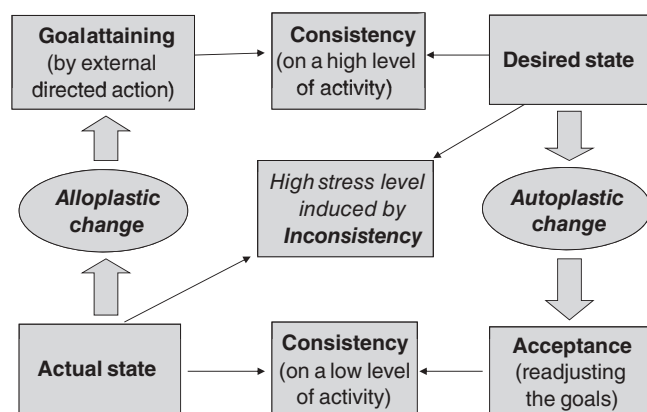 Goalattaining
(by external
directed action)
Consistency
(on a high level
of activity)
Desired state
Alloplastic
change
High stress level
induced by
Inconsistency
Autoplastic
change
Actual state
Consistency
(on a low level
of activity)
Acceptance
(readjusting
the goals)